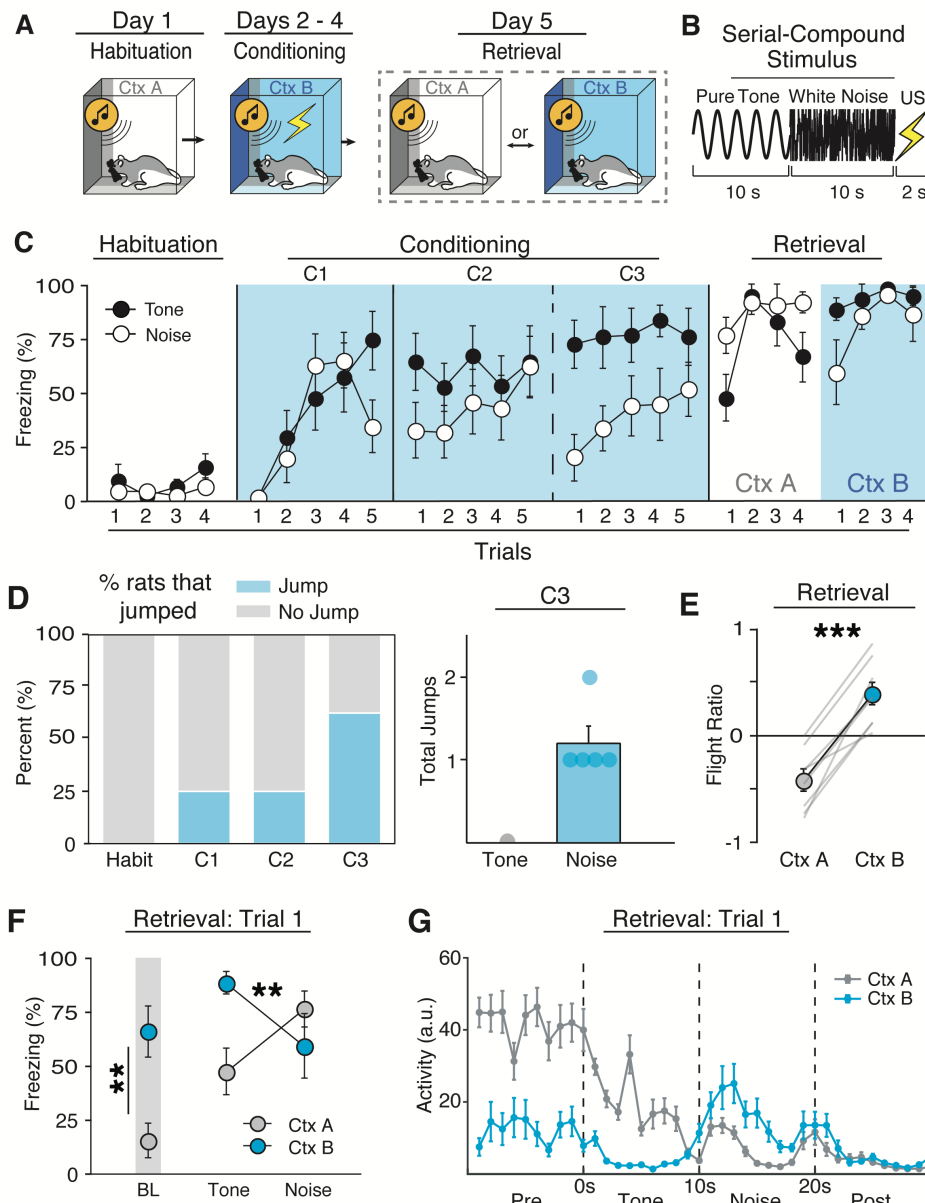 A
Day 1
Habituation
Days 2 - 4
Conditioning
Day 5
Retrieval
Ctx A
Ctx B
Ctx A
or
Ctx B
B
Serial-Compound
Stimulus
Pure Tone
White Noise
US
10 s
10 s
2 s
C
Habituation
Conditioning
Retrieval
C1
C2
C3
Freezing (%)
100
75
50
25
0
Tone
Noise
Ctx A
Ctx B
1 2 3 4
1 2 3 4 5
1 2 3 4 5
1 2 3 4 5
1 2 3 4
1 2 3 4
Trials
D
% rats that
jumped
Jump
No Jump
Percent (%)
100
75
50
25
0
Habit
C1
C2
C3
C3
Total Jumps
2
1
Tone
Noise
E
Retrieval
***
Flight Ratio
1
0
-1
Ctx A
Ctx B
F
Retrieval: Trial 1
Freezing (%)
100
75
50
25
0
**
**
Ctx A
Ctx B
BL
Tone
Noise
G
Retrieval: Trial 1
Activity (a.u.)
60
40
20
Ctx A
Ctx B
0s
10s
20s
Pre
Tone
Noise
Post